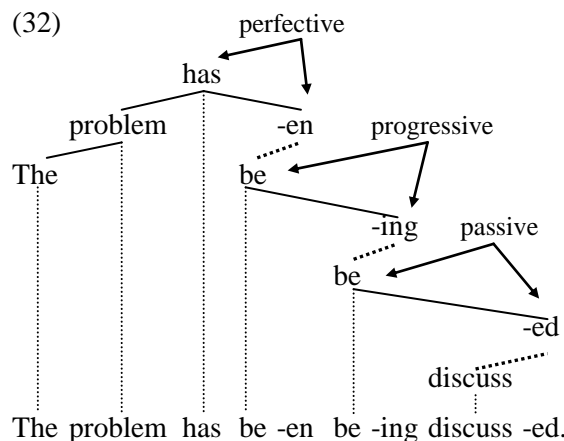 (32)
perfective
has
problem -en progressive
The be
-ing passive
be
-ed
discuss
The problem has be -en be -ing discuss -ed.